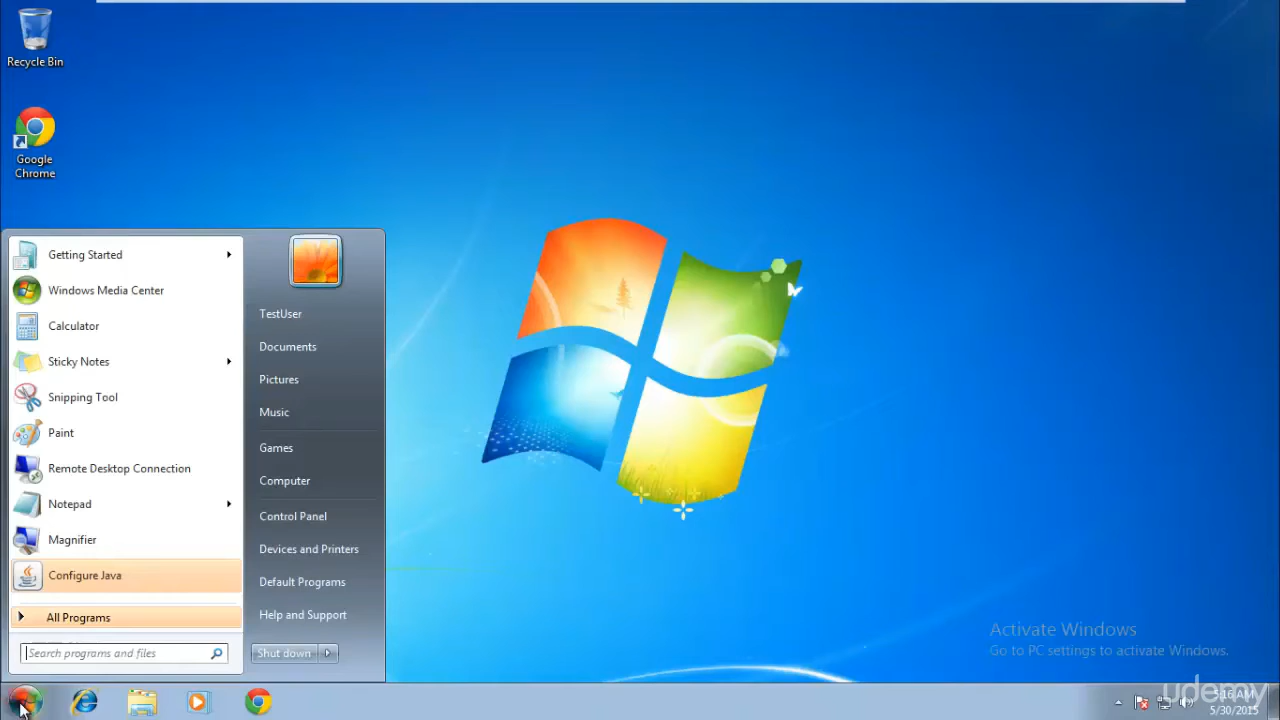 Recycle Bin
Google
Chrome
Getting Started
Windows Media Center
Calculator
Sticky Notes
Snipping Tool
Paint
Remote Desktop Connection
Notepad
Magnifier
Configure Java
All Programs
Search programs and files
TestUser
Documents
Pictures
Music
Games
Computer
Control Panel
Devices and Printers
Default Programs
Help and Support
Shut down
Activate Windows
Go to PC settings to activate Windows.
udemy
5:16 AM
5/30/2015